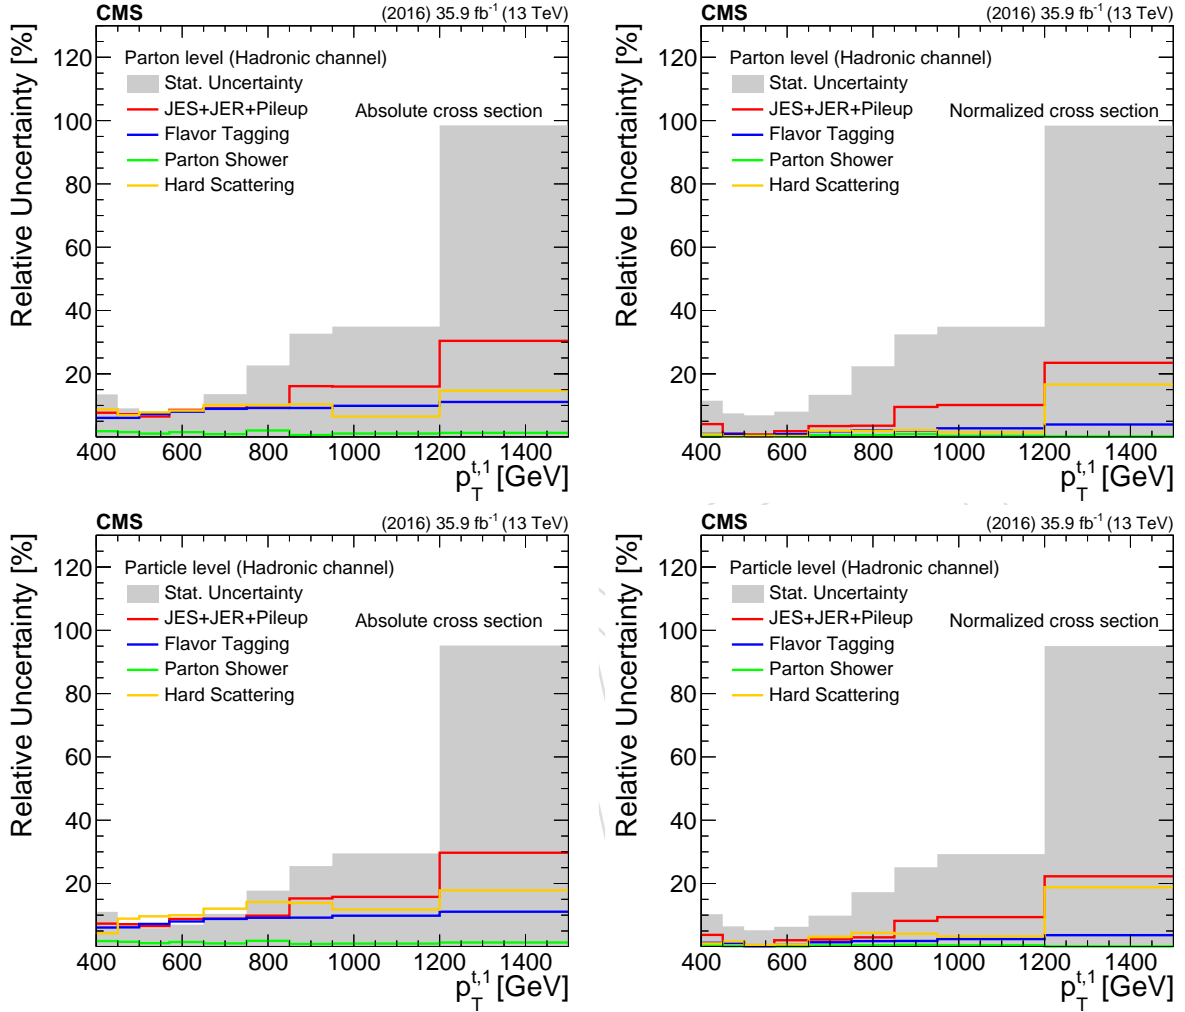 CMS
(2016) 35.9 fb⁻¹ (13 TeV)
Relative Uncertainty [%]
120
100
80
60
40
20
Parton level (Hadronic channel)
Stat. Uncertainty
JES+JER+Pileup
Absolute cross section
Flavor Tagging
Parton Shower
Hard Scattering
400 600 800 1000 1200 1400
p_T^{t,1} [GeV]
CMS
(2016) 35.9 fb⁻¹ (13 TeV)
Relative Uncertainty [%]
120
100
80
60
40
20
Parton level (Hadronic channel)
Stat. Uncertainty
JES+JER+Pileup
Normalized cross section
Flavor Tagging
Parton Shower
Hard Scattering
400 600 800 1000 1200 1400
p_T^{t,1} [GeV]
CMS
(2016) 35.9 fb⁻¹ (13 TeV)
Relative Uncertainty [%]
120
100
80
60
40
20
Particle level (Hadronic channel)
Stat. Uncertainty
JES+JER+Pileup
Absolute cross section
Flavor Tagging
Parton Shower
Hard Scattering
400 600 800 1000 1200 1400
p_T^{t,1} [GeV]
CMS
(2016) 35.9 fb⁻¹ (13 TeV)
Relative Uncertainty [%]
120
100
80
60
40
20
Particle level (Hadronic channel)
Stat. Uncertainty
JES+JER+Pileup
Normalized cross section
Flavor Tagging
Parton Shower
Hard Scattering
400 600 800 1000 1200 1400
p_T^{t,1} [GeV]